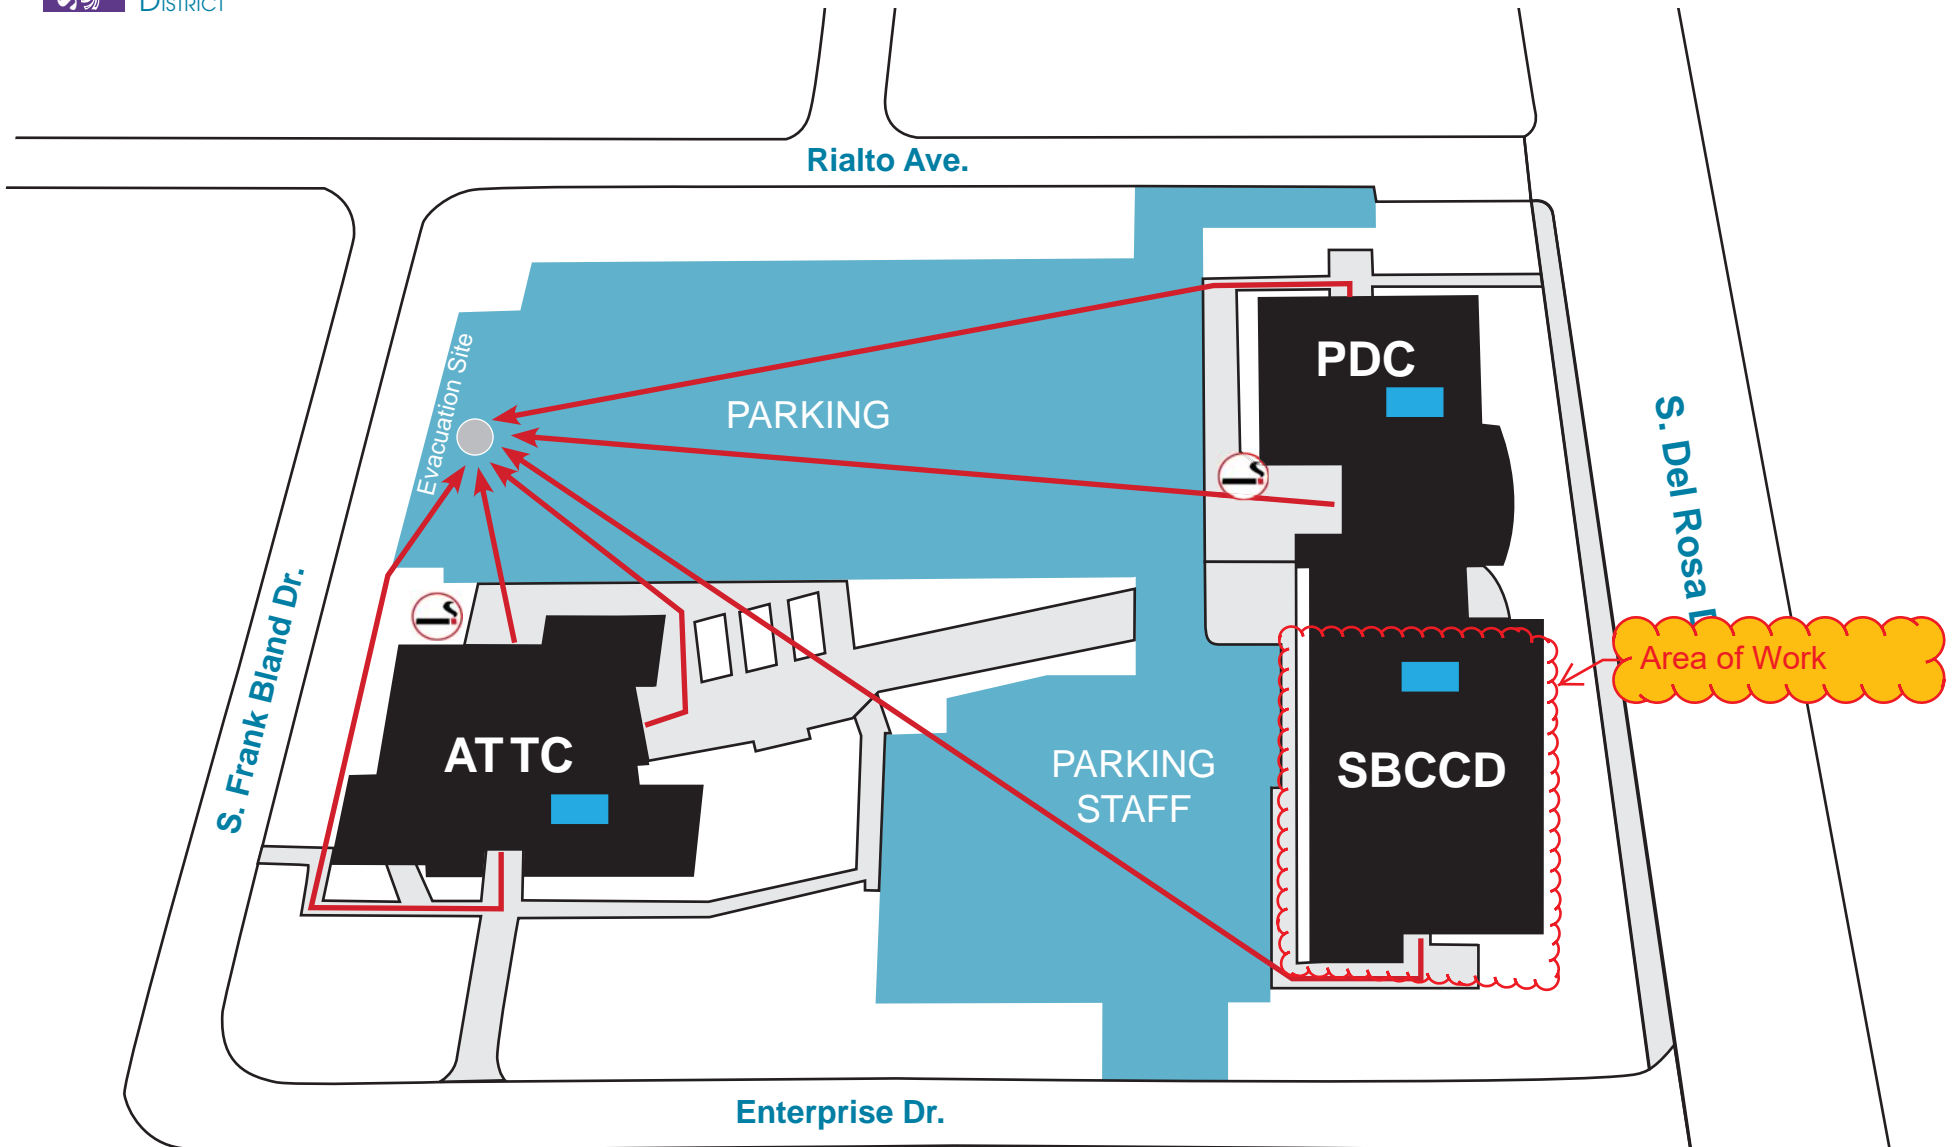 DISTRICT
Rialto Ave.
PDC
Evacuation Site
PARKING
S. Del Rosa
S. Frank Bland Dr.
Area of Work
ATTC
PARKING
STAFF
SBCCD
Enterprise Dr.